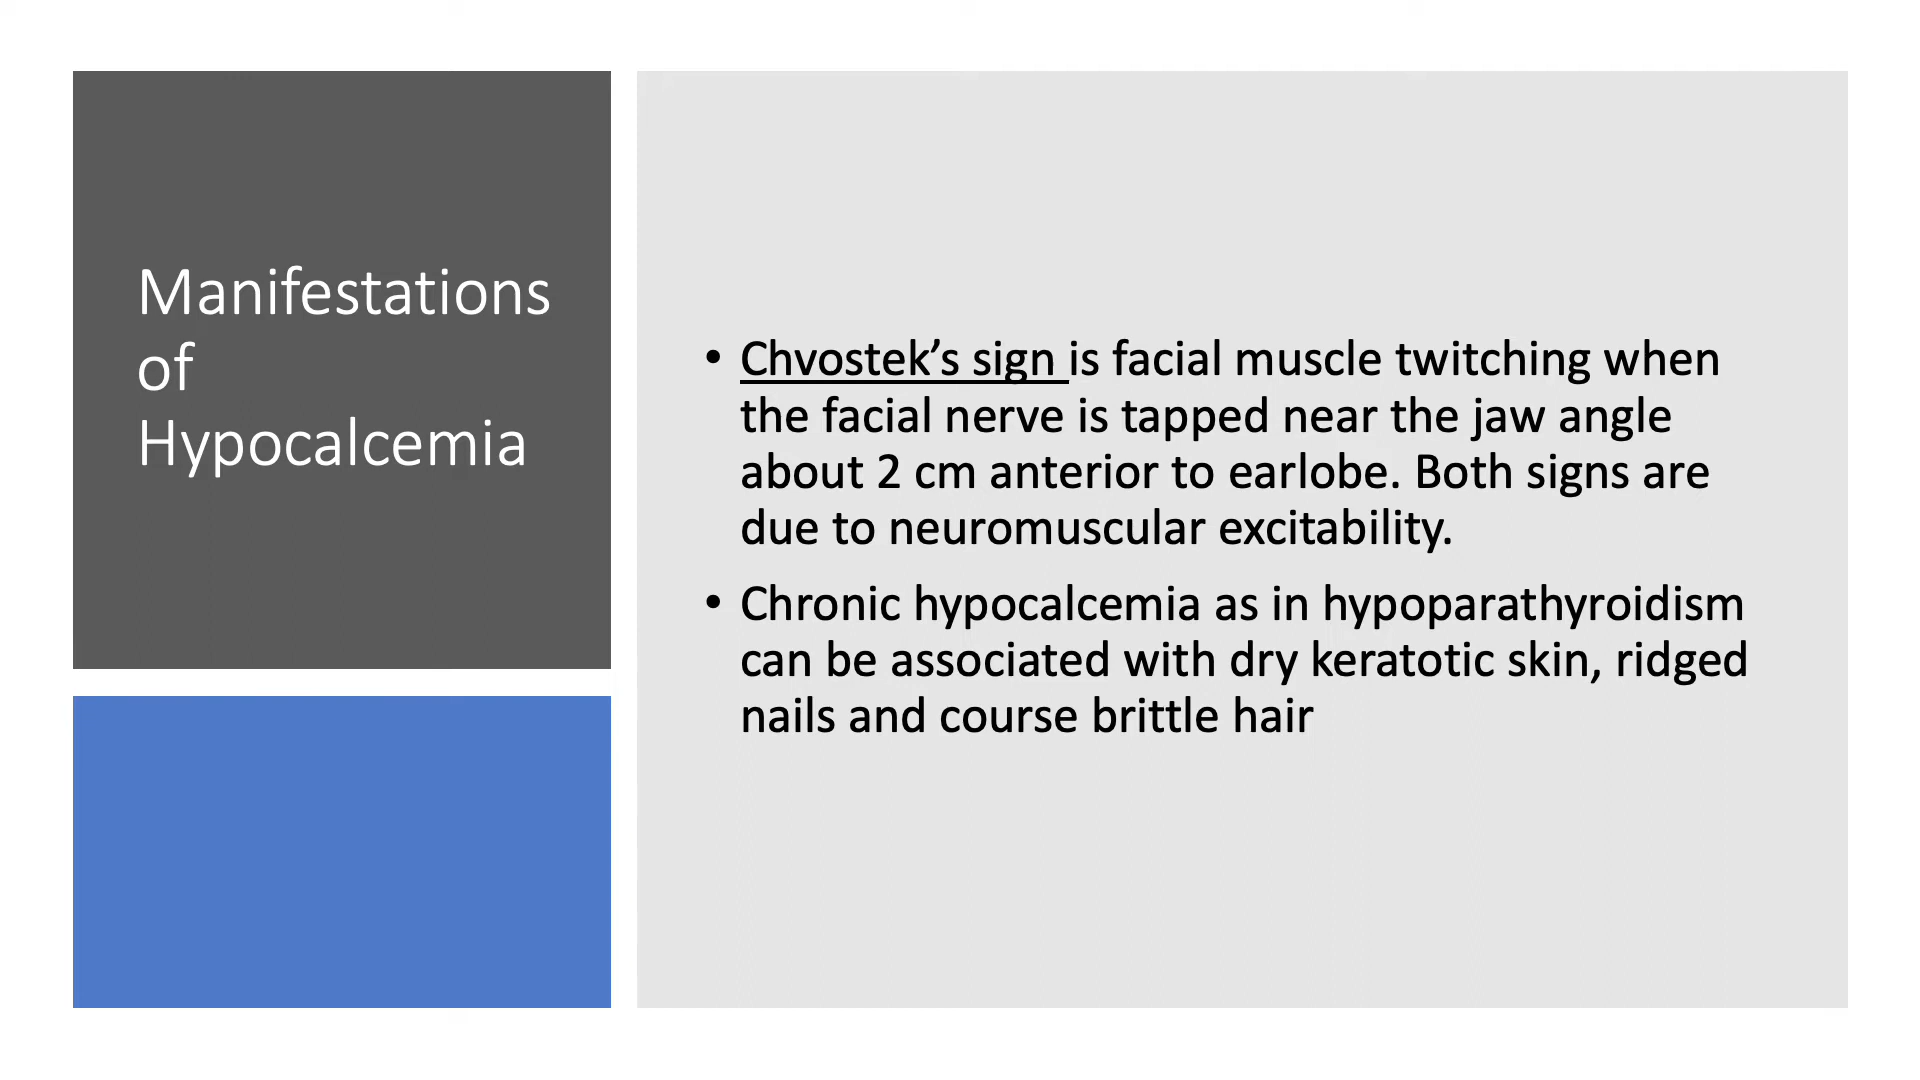 Manifestations
of
Hypocalcemia
• Chvostek’s sign is facial muscle twitching when
the facial nerve is tapped near the jaw angle
about 2 cm anterior to earlobe. Both signs are
due to neuromuscular excitability.
• Chronic hypocalcemia as in hypoparathyroidism
can be associated with dry keratotic skin, ridged
nails and course brittle hair